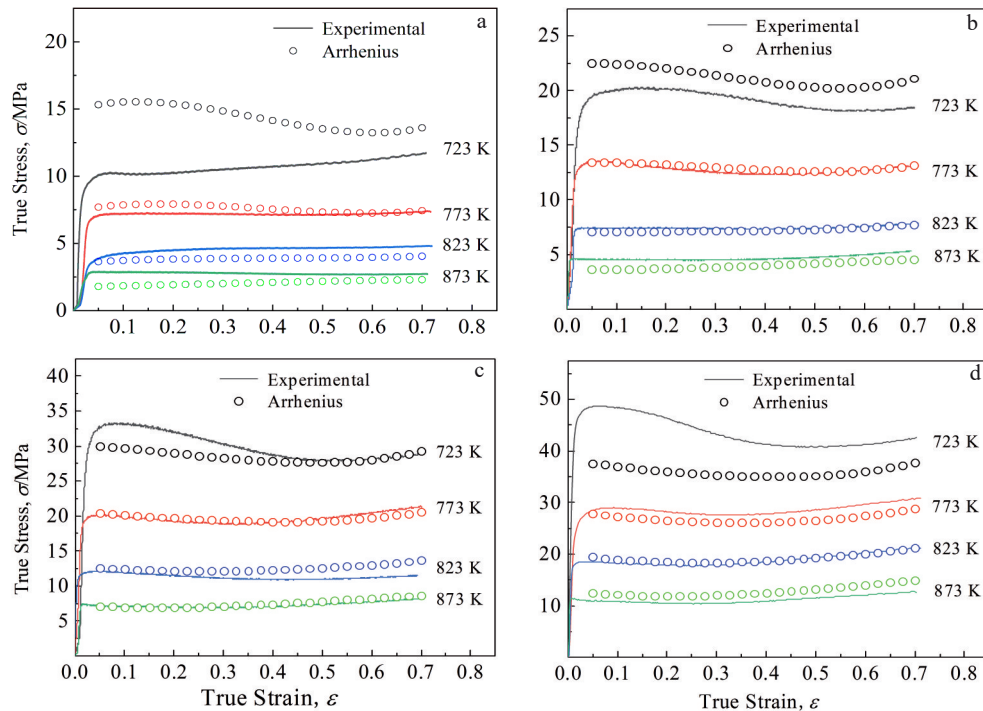 a
Experimental
Arrhenius
20
15
10
5
0
723 K
773 K
823 K
873 K
0.1 0.2 0.3 0.4 0.5 0.6 0.7 0.8
True Stress, σ/MPa
b
Experimental
Arrhenius
25
20
15
10
5
723 K
773 K
823 K
873 K
0.0 0.1 0.2 0.3 0.4 0.5 0.6 0.7 0.8
c
Experimental
Arrhenius
40
35
30
25
20
15
10
5
723 K
773 K
823 K
873 K
0.0 0.1 0.2 0.3 0.4 0.5 0.6 0.7 0.8
True Stress, σ/MPa
True Strain, ε
d
Experimental
Arrhenius
50
40
30
20
10
723 K
773 K
823 K
873 K
0.0 0.1 0.2 0.3 0.4 0.5 0.6 0.7 0.8
True Strain, ε